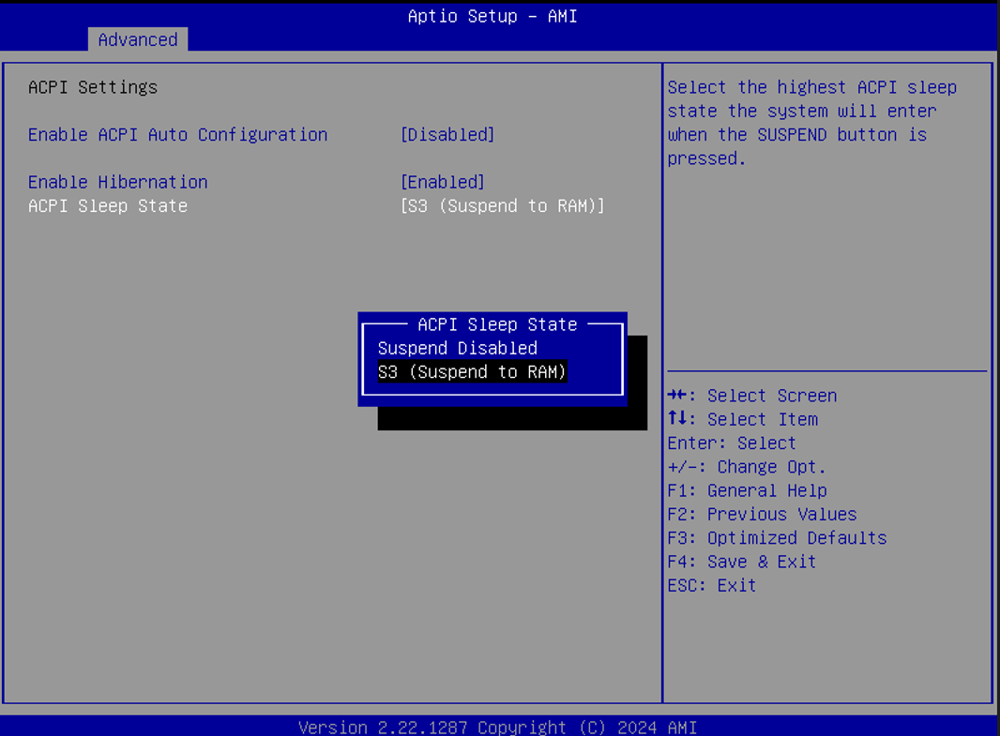 Aptio Setup – AMI
Advanced
ACPI Settings
Enable ACPI Auto Configuration [Disabled]
Enable Hibernation [Enabled]
ACPI Sleep State [S3 (Suspend to RAM)]
ACPI Sleep State
Suspend Disabled
S3 (Suspend to RAM)
Select the highest ACPI sleep
state the system will enter
when the SUSPEND button is
pressed.
→←: Select Screen
↑↓: Select Item
Enter: Select
+/-: Change Opt.
F1: General Help
F2: Previous Values
F3: Optimized Defaults
F4: Save & Exit
ESC: Exit
Version 2.22.1287 Copyright (C) 2024 AMI